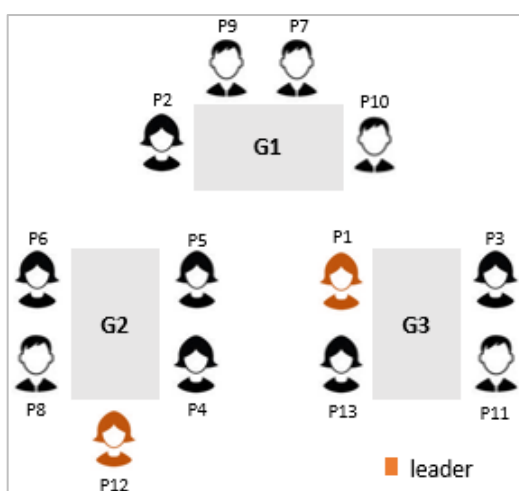 P9 P7
P2 P10
G1
P6 P5 P1 P3
G2 G3
P8 P4 P13 P11
P12
leader